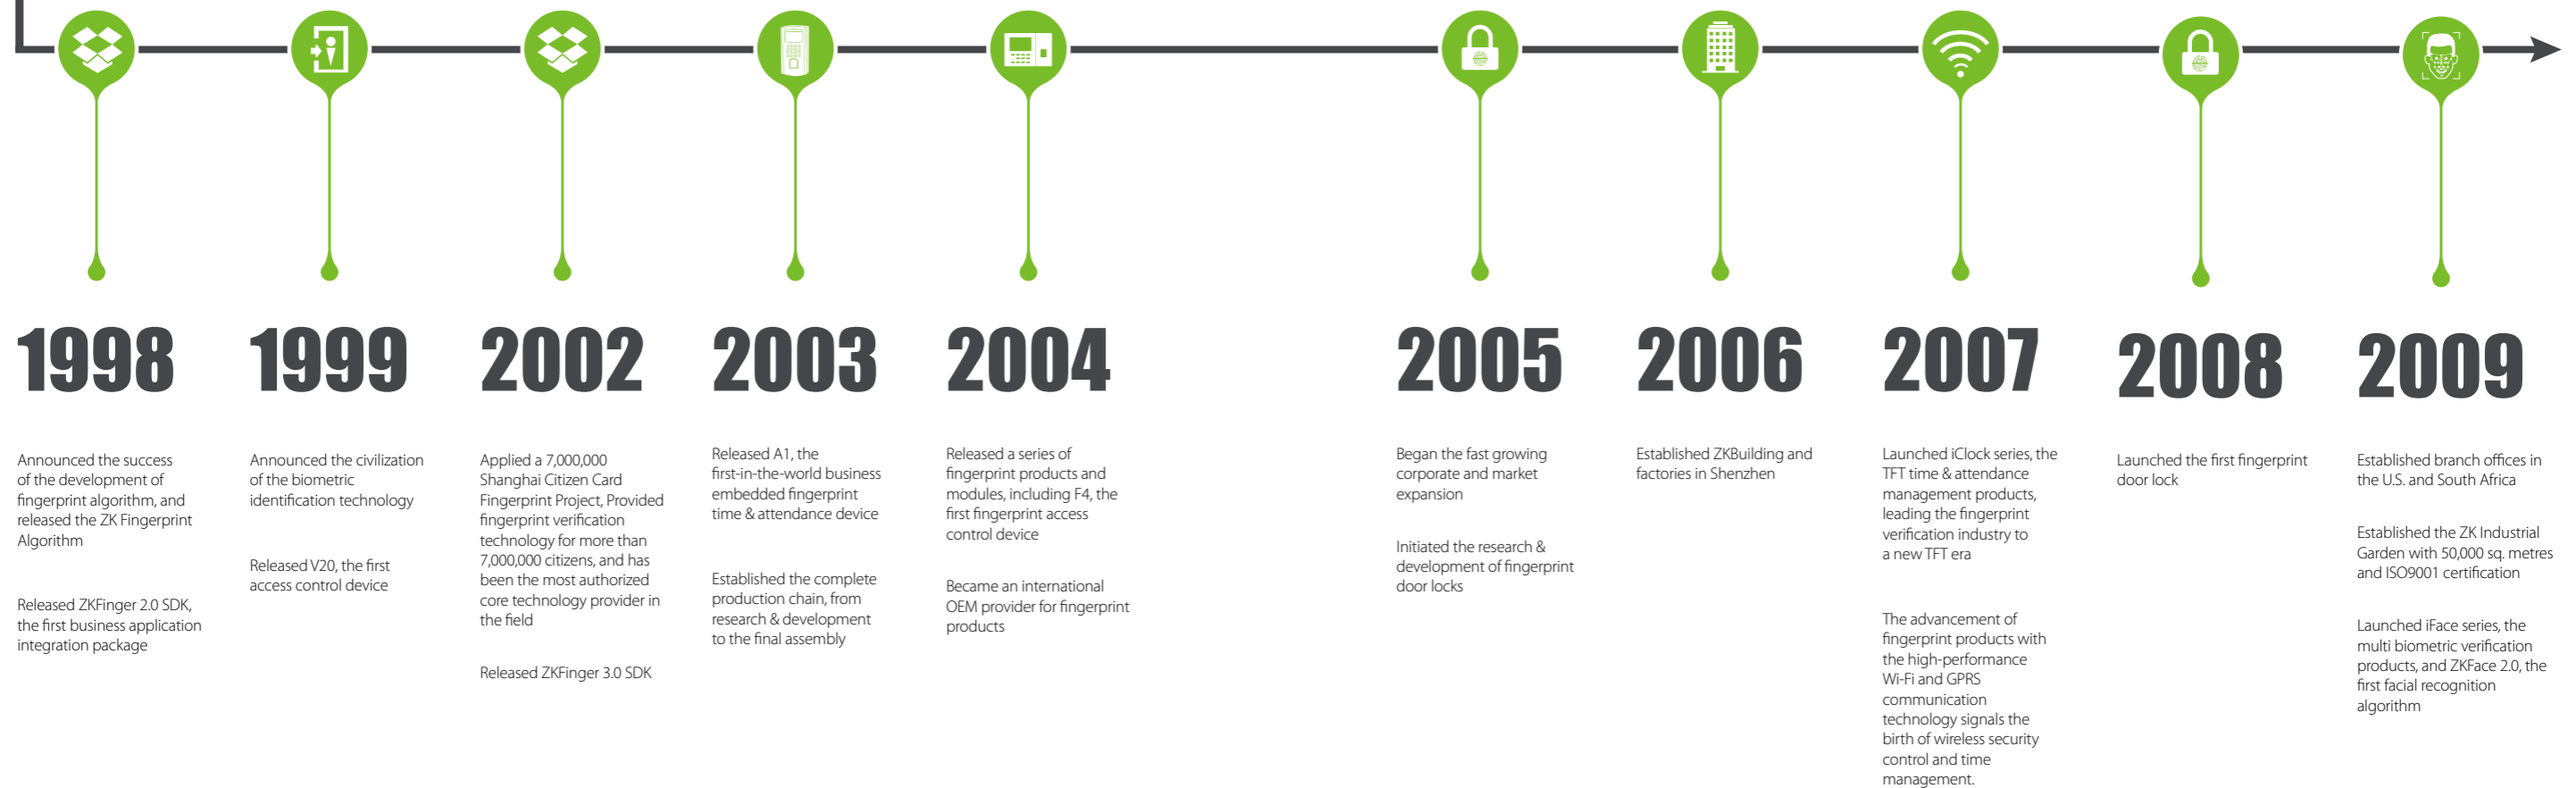 1998
Announced the success
of the development of
fingerprint algorithm, and
released the ZK Fingerprint
Algorithm
Released ZKFinger 2.0 SDK,
the first business application
integration package
1999
Announced the civilization
of the biometric
identification technology
Released V20, the first
access control device
2002
Applied a 7,000,000
Shanghai Citizen Card
Fingerprint Project, Provided
fingerprint verification
technology for more than
7,000,000 citizens, and has
been the most authorized
core technology provider in
the field
Released ZKFinger 3.0 SDK
2003
Released A1, the
first-in-the-world business
embedded fingerprint
time & attendance device
Established the complete
production chain, from
research & development
to the final assembly
2004
Released a series of
fingerprint products and
modules, including F4, the
first fingerprint access
control device
Became an international
OEM provider for fingerprint
products
2005
Began the fast growing
corporate and market
expansion
Initiated the research &
development of fingerprint
door locks
2006
Established ZKBuilding and
factories in Shenzhen
2007
Launched iClock series, the
TFT time & attendance
management products,
leading the fingerprint
verification industry to
a new TFT era
The advancement of
fingerprint products with
the high-performance
Wi-Fi and GPRS
communication
technology signals the
birth of wireless security
control and time
management.
2008
Launched the first fingerprint
door lock
2009
Established branch offices in
the U.S. and South Africa
Established the ZK Industrial
Garden with 50,000 sq. metres
and ISO9001 certification
Launched iFace series, the
multi biometric verification
products, and ZKFace 2.0, the
first facial recognition
algorithm